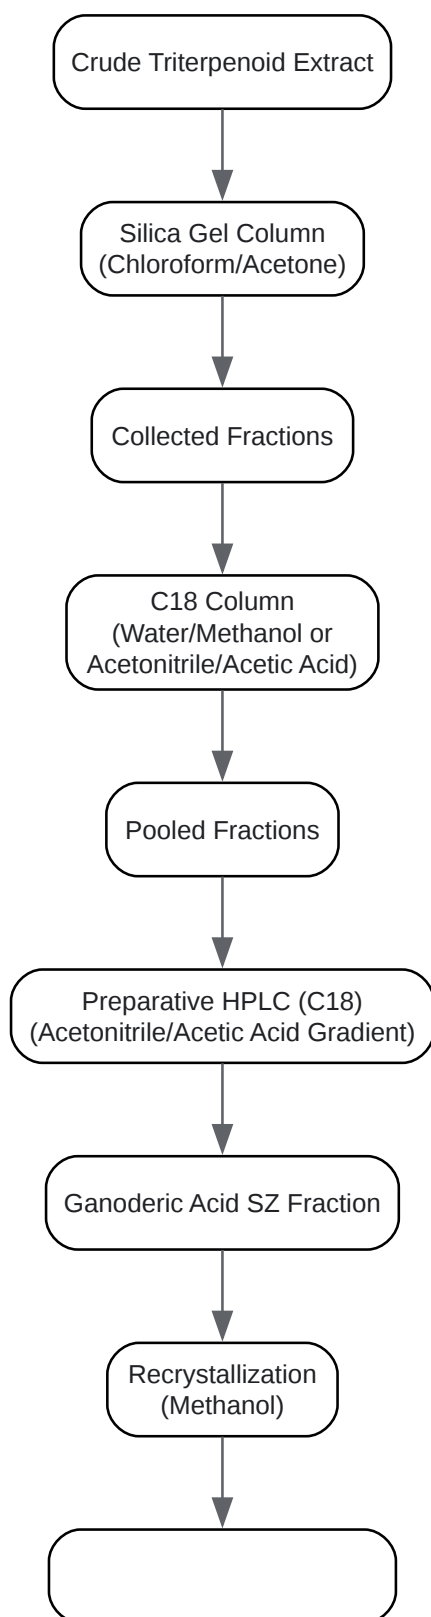 Crude Triterpenoid Extract
Silica Gel Column
(Chloroform/Acetone)
Collected Fractions
C18 Column
(Water/Methanol or
Acetonitrile/Acetic Acid)
Pooled Fractions
Preparative HPLC (C18)
(Acetonitrile/Acetic Acid Gradient)
Ganoderic Acid SZ Fraction
Recrystallization
(Methanol)